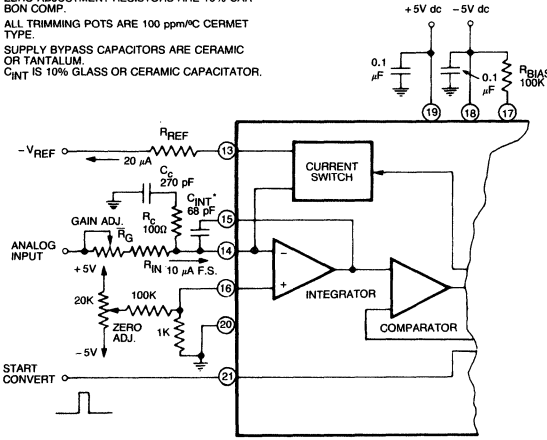 BON COMP.
ALL TRIMMING POTS ARE 100 ppm/ºC CERMET
TYPE.
SUPPLY BYPASS CAPACITORS ARE CERAMIC
OR TANTALUM.
CINT IS 10% GLASS OR CERAMIC CAPACITATOR.
+5V dc
-5V dc
0.1
μF
0.1
μF
RBIAS
100K
19
18
17
-VREF
RREF
20 μA
13
CURRENT
SWITCH
Cc
270 pF
CINT*
68 pF
Rc
100Ω
15
GAIN ADJ.
RG
ANALOG
INPUT
RIN
10 μA F.S.
14
-
+
INTEGRATOR
COMPARATOR
+5V
20K
100K
16
ZERO
ADJ.
1K
20
-5V
START
CONVERT
21